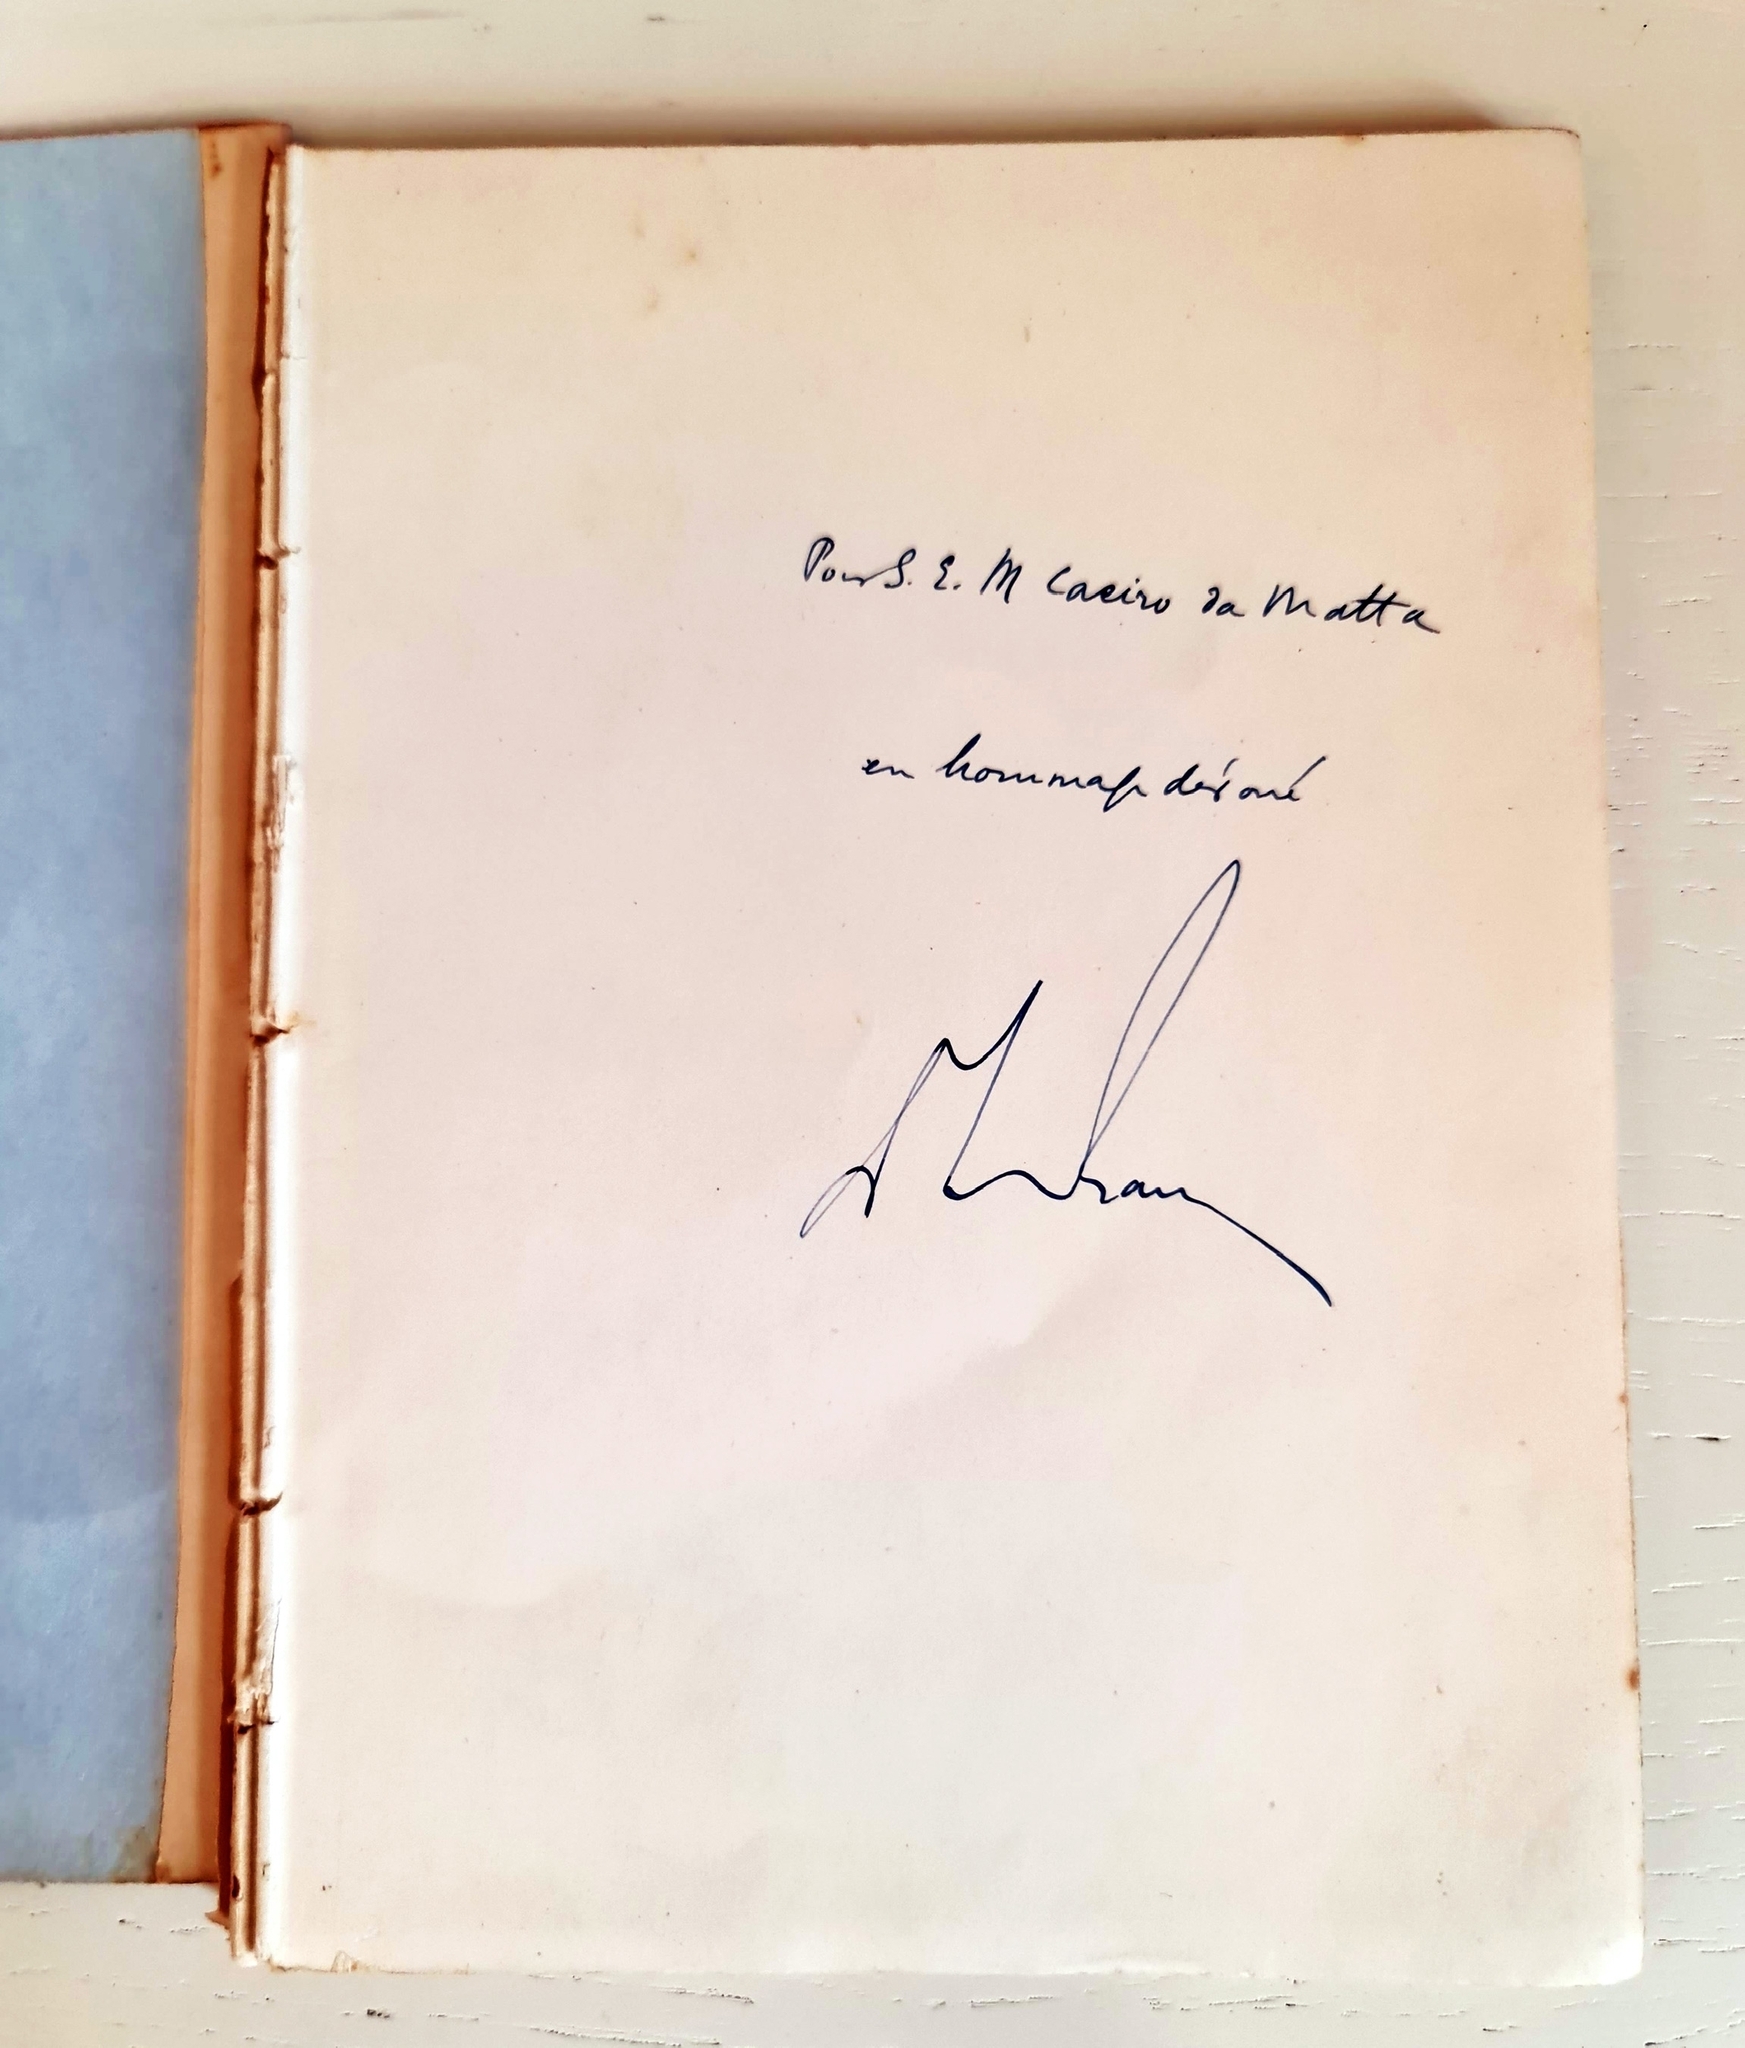 Pour S. E. M Caeiro da Matta
en hommage dévoué